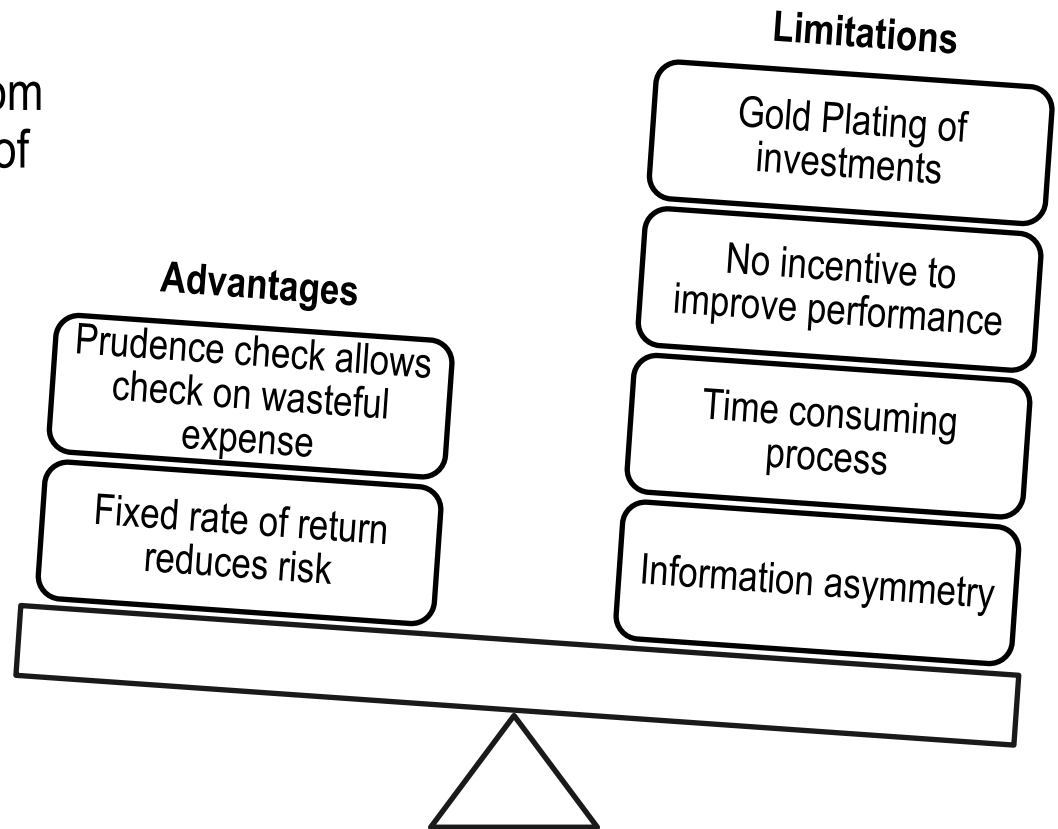 of
Advantages
Prudence check allows
check on wasteful
expense
Fixed rate of return
reduces risk
Limitations
Gold Plating of
investments
No incentive to
improve performance
Time consuming
process
Information asymmetry